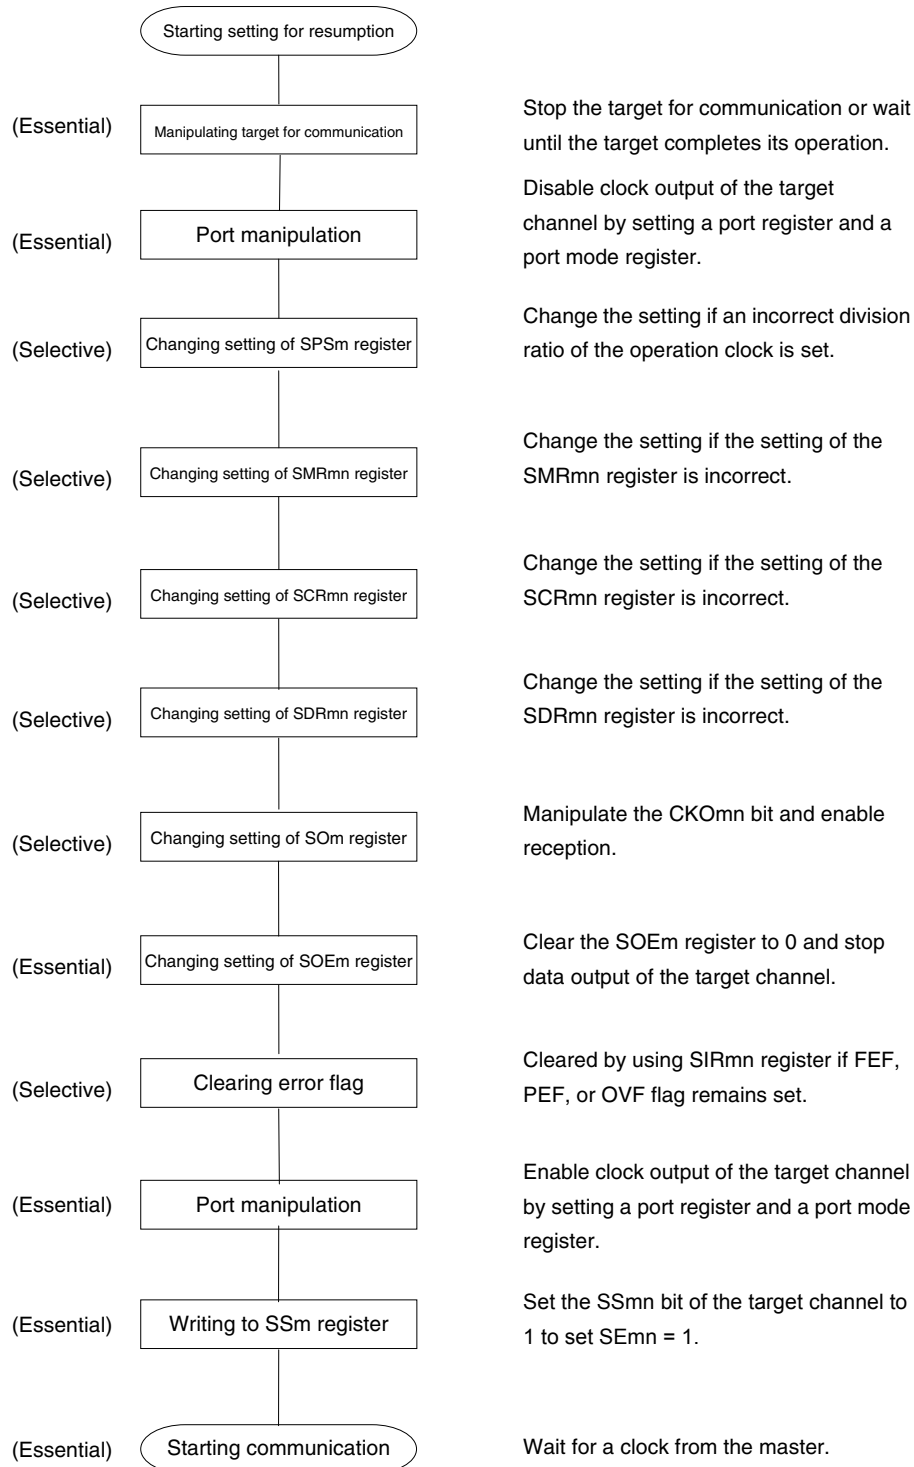 Starting setting for resumption
(Essential)
Manipulating target for communication
Stop the target for communication or wait
until the target completes its operation.
(Essential)
Port manipulation
Disable clock output of the target
channel by setting a port register and a
port mode register.
(Selective)
Changing setting of SPSm register
Change the setting if an incorrect division
ratio of the operation clock is set.
(Selective)
Changing setting of SMRmn register
Change the setting if the setting of the
SMRmn register is incorrect.
(Selective)
Changing setting of SCRmn register
Change the setting if the setting of the
SCRmn register is incorrect.
(Selective)
Changing setting of SDRmn register
Change the setting if the setting of the
SDRmn register is incorrect.
(Selective)
Changing setting of SOm register
Manipulate the CKOmn bit and enable
reception.
(Essential)
Changing setting of SOEm register
Clear the SOEm register to 0 and stop
data output of the target channel.
(Selective)
Clearing error flag
Cleared by using SIRmn register if FEF,
PEF, or OVF flag remains set.
(Essential)
Port manipulation
Enable clock output of the target channel
by setting a port register and a port mode
register.
(Essential)
Writing to SSm register
Set the SSmn bit of the target channel to
1 to set SEmn = 1.
(Essential)
Starting communication
Wait for a clock from the master.